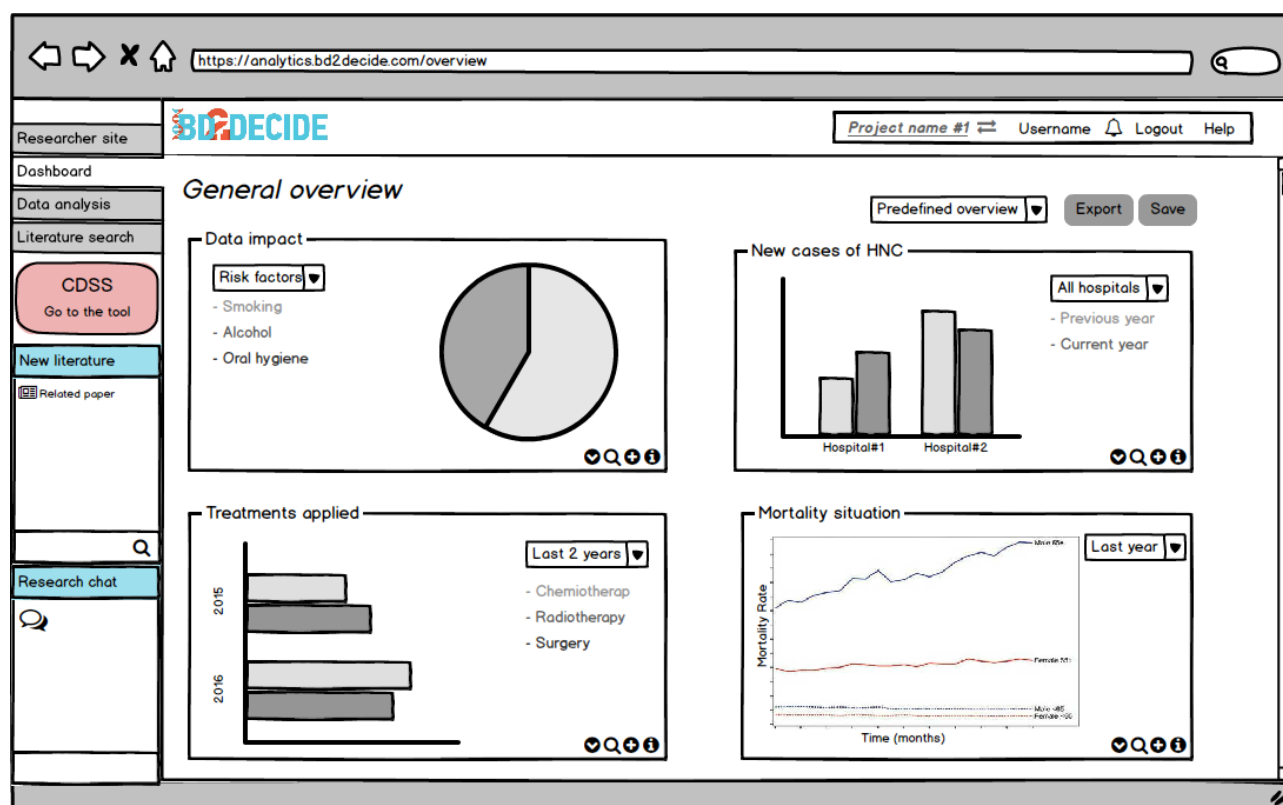 https://analytics.bd2decide.com/overview
BD2DECIDE
Project name #1
Username
Logout
Help
Researcher site
Dashboard
Data analysis
Literature search
CDSS
Go to the tool
New literature
Related paper
Research chat
General overview
Predefined overview
Export
Save
Data impact
Risk factors
- Smoking
- Alcohol
- Oral hygiene
New cases of HNC
All hospitals
- Previous year
- Current year
Hospital#1
Hospital#2
Treatments applied
Last 2 years
- Chemiotherap
- Radiotherapy
- Surgery
2015
2016
Mortality situation
Last year
Mortality Rate
Time (months)